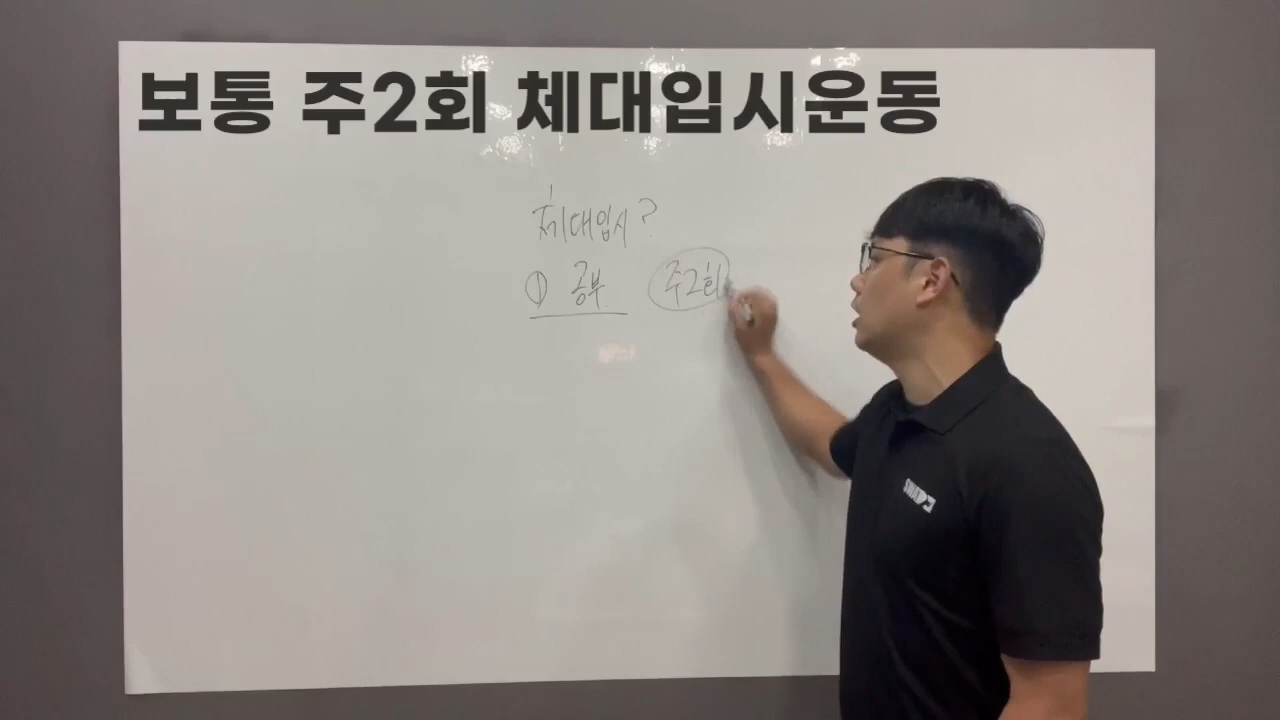 보통 주2회 체대입시운동
체대입시?
① 공부 주2회